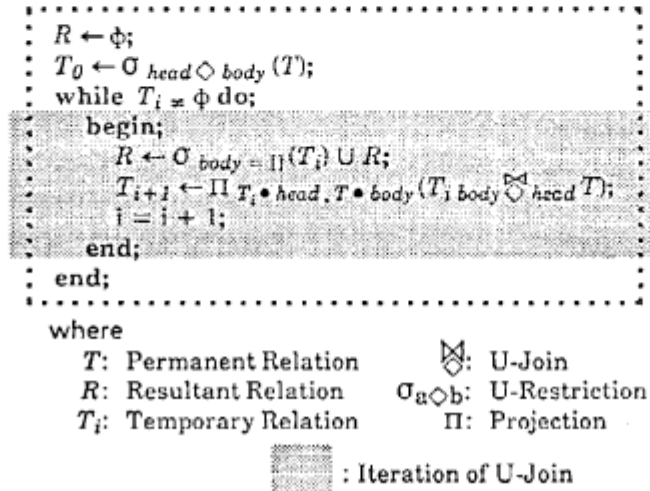 R ← ϕ;
T₀ ← σ head◇body (T);
while Tᵢ ≠ ϕ do;
begin;
R ← σ body = [] (Tᵢ) ∪ R;
Tᵢ₊₁ ← Π Tᵢ•head, T•body (Tᵢ body ⋈◇ head T);
i = i + 1;
end;
end;
where
T: Permanent Relation ⋈◇: U-Join
R: Resultant Relation σa◇b: U-Restriction
Tᵢ: Temporary Relation Π: Projection
: Iteration of U-Join